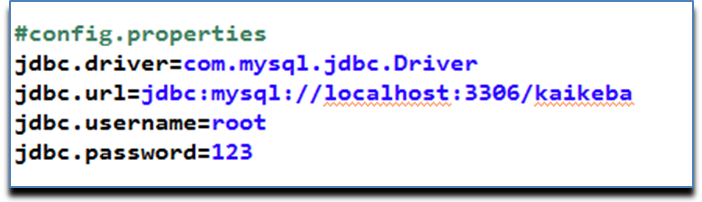 #config.properties
jdbc.driver=com.mysql.jdbc.Driver
jdbc.url=jdbc:mysql://localhost:3306/kaikeba
jdbc.username=root
jdbc.password=123